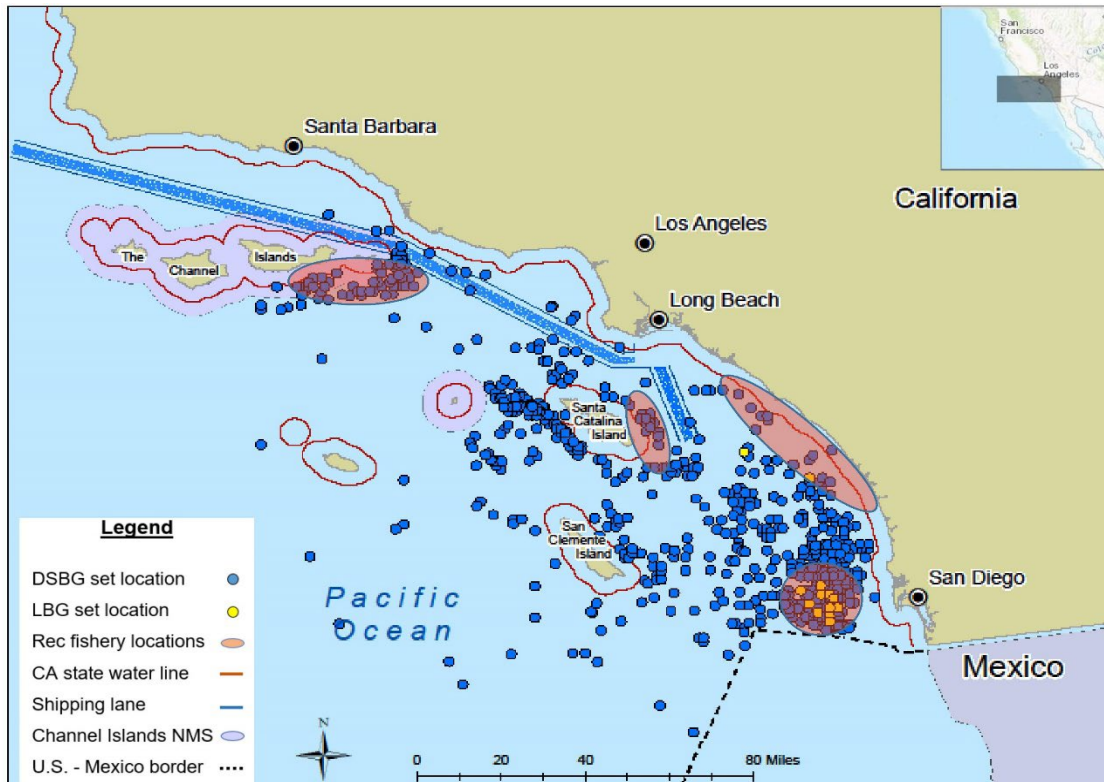 San
Francisco
Los
Angeles
Santa Barbara
California
Los Angeles
The
Channel
Islands
Long Beach
Santa
Catalina
Island
San
Clemente
Island
San Diego
Mexico
Pacific
Ocean
Legend
DSBG set location
LBG set location
Rec fishery locations
CA state water line
Shipping lane
Channel Islands NMS
U.S. - Mexico border
N
0 20 40 60 80 Miles